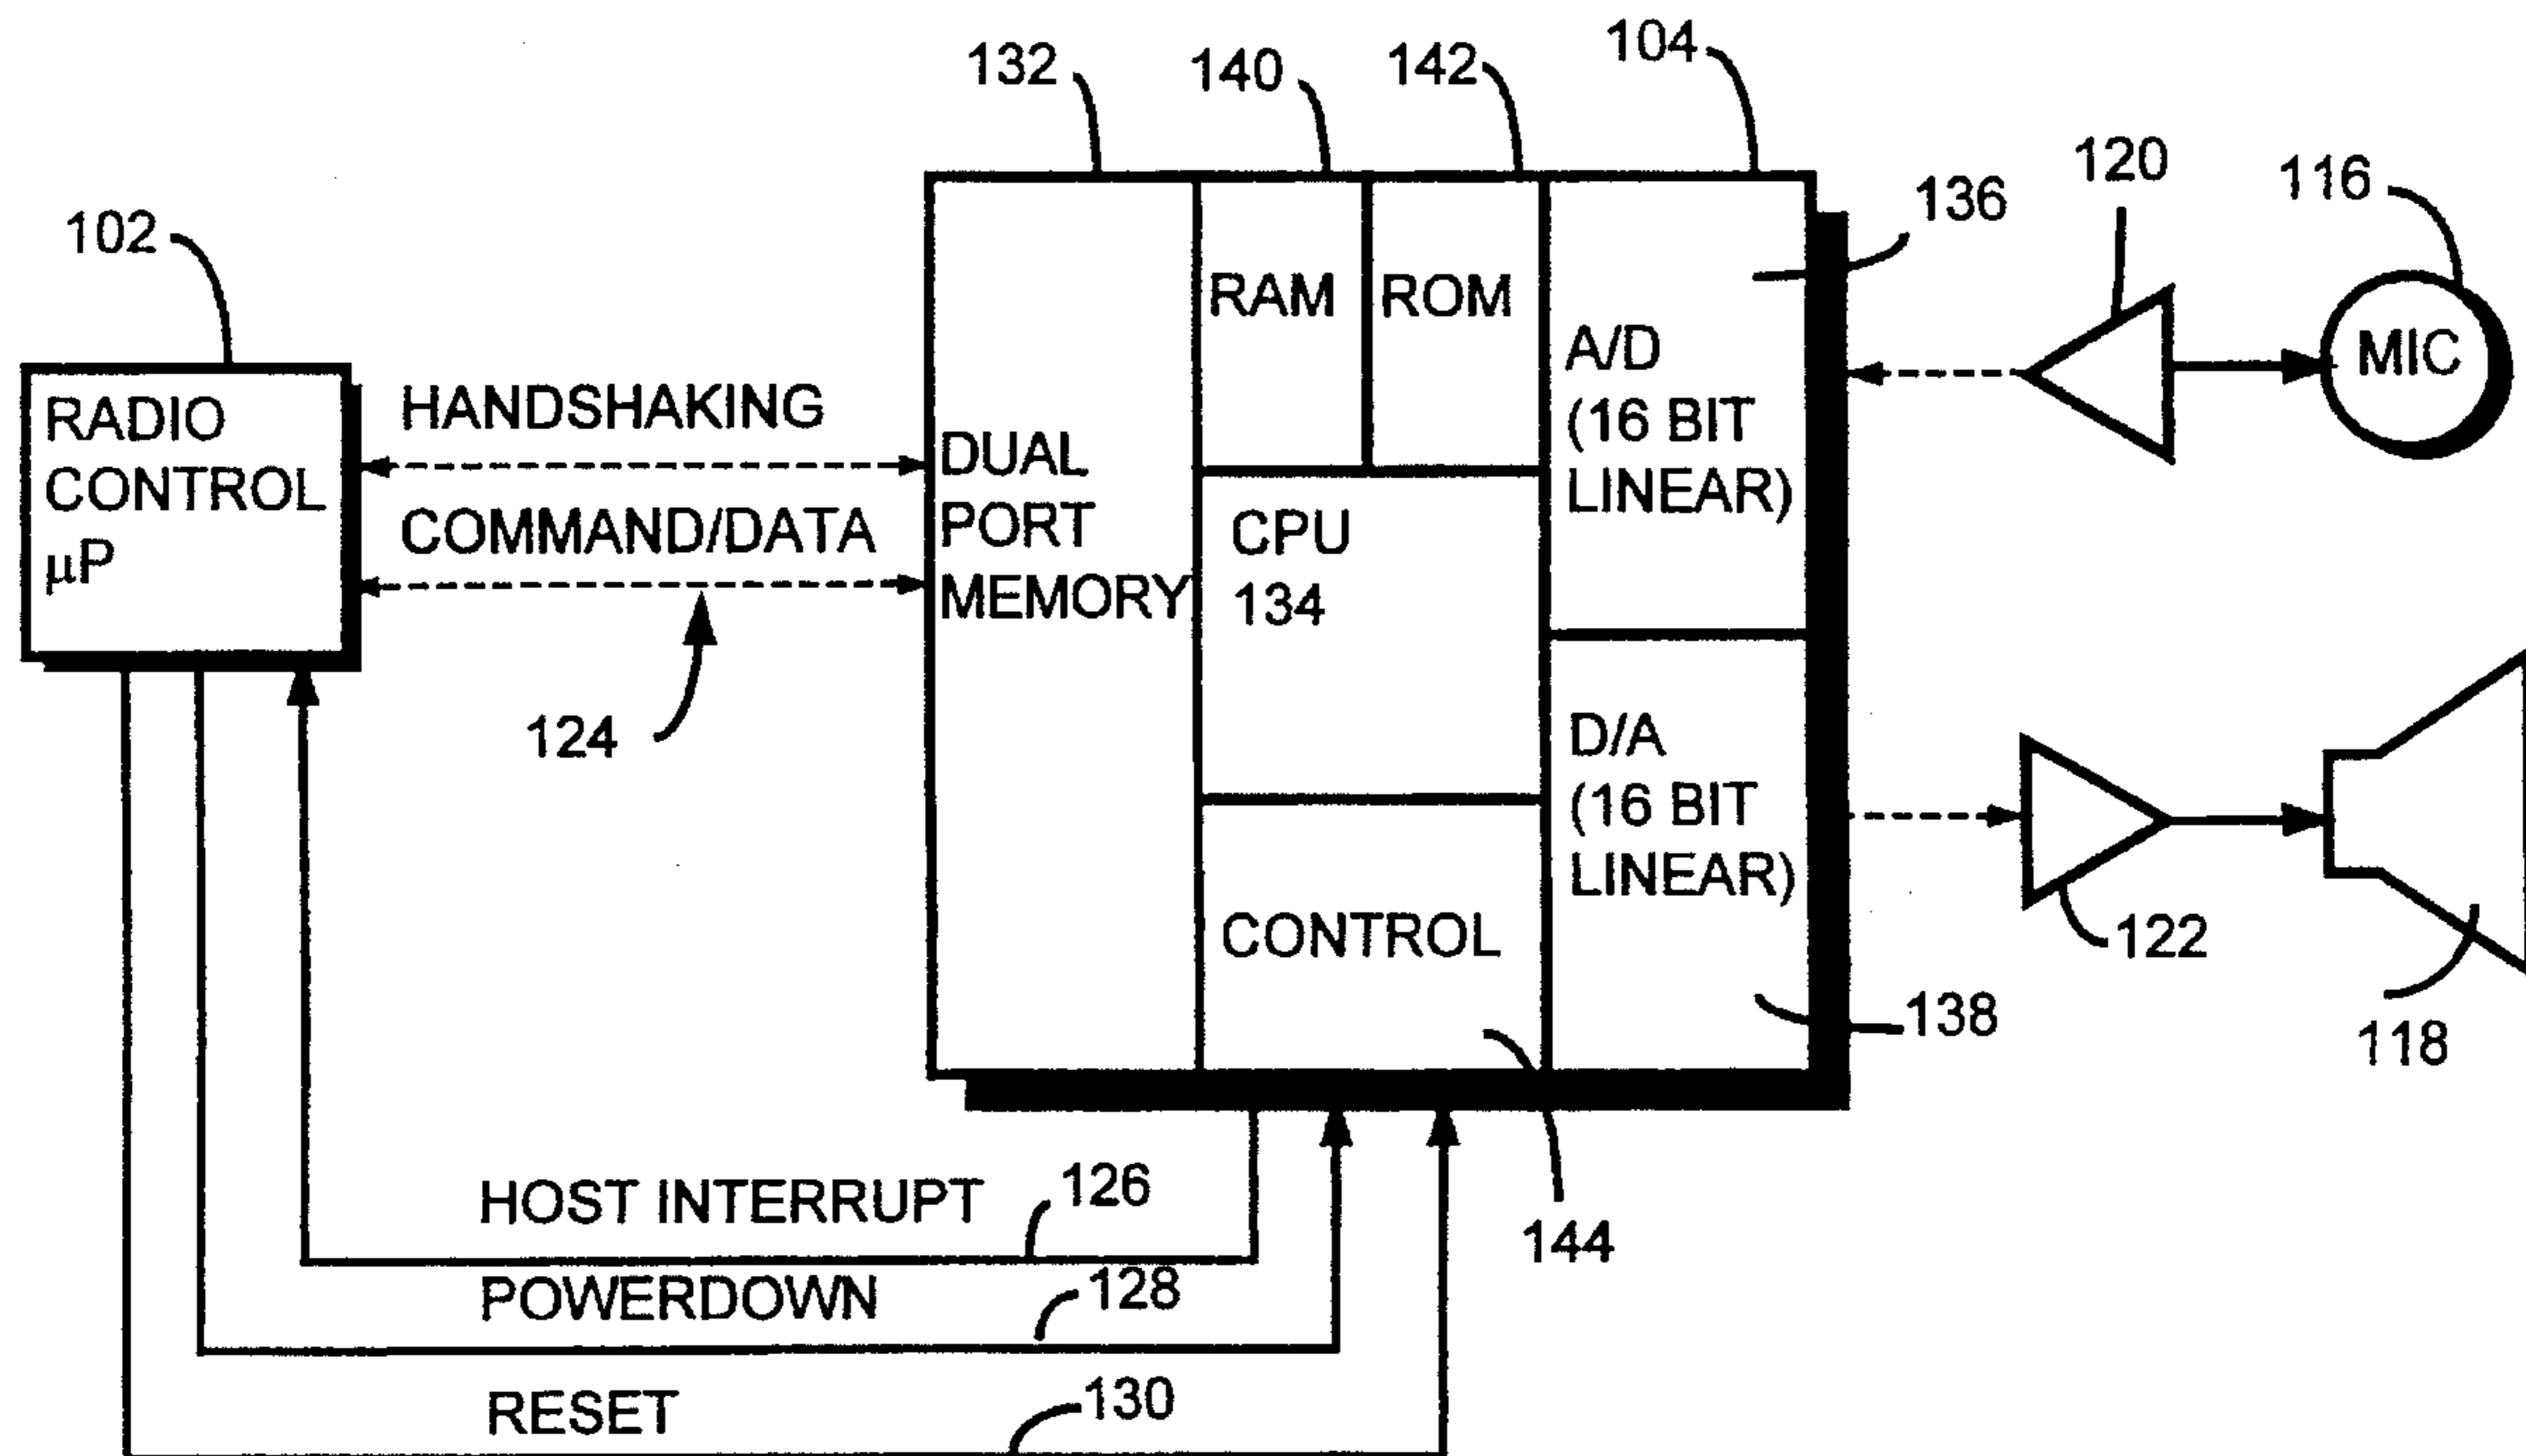 132
140
142
104
120
116
136
102
RAM
ROM
A/D
(16 BIT
LINEAR)
MIC
RADIO
CONTROL
µP
HANDSHAKING
COMMAND/DATA
DUAL
PORT
MEMORY
CPU
134
124
D/A
(16 BIT
LINEAR)
CONTROL
122
138
118
HOST INTERRUPT
126
144
POWERDOWN
128
RESET
130